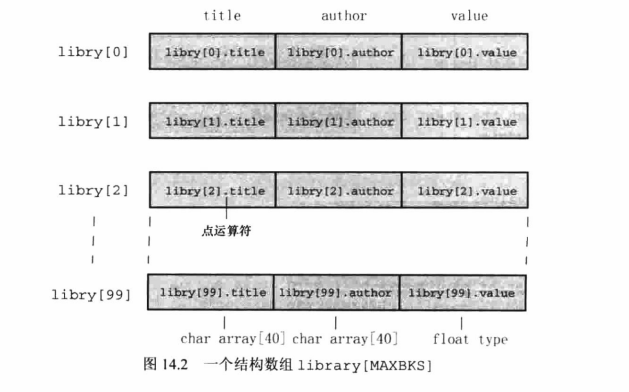 title author value
libry[0] libry[0].title libry[0].author libry[0].value
libry[1] libry[1].title libry[1].author libry[1].value
libry[2] libry[2].title libry[2].author libry[2].value
点运算符
libry[99] libry[99].title libry[99].author libry[99].value
char array[40] char array[40] float type
图 14.2 一个结构数组 library[MAXBKS]